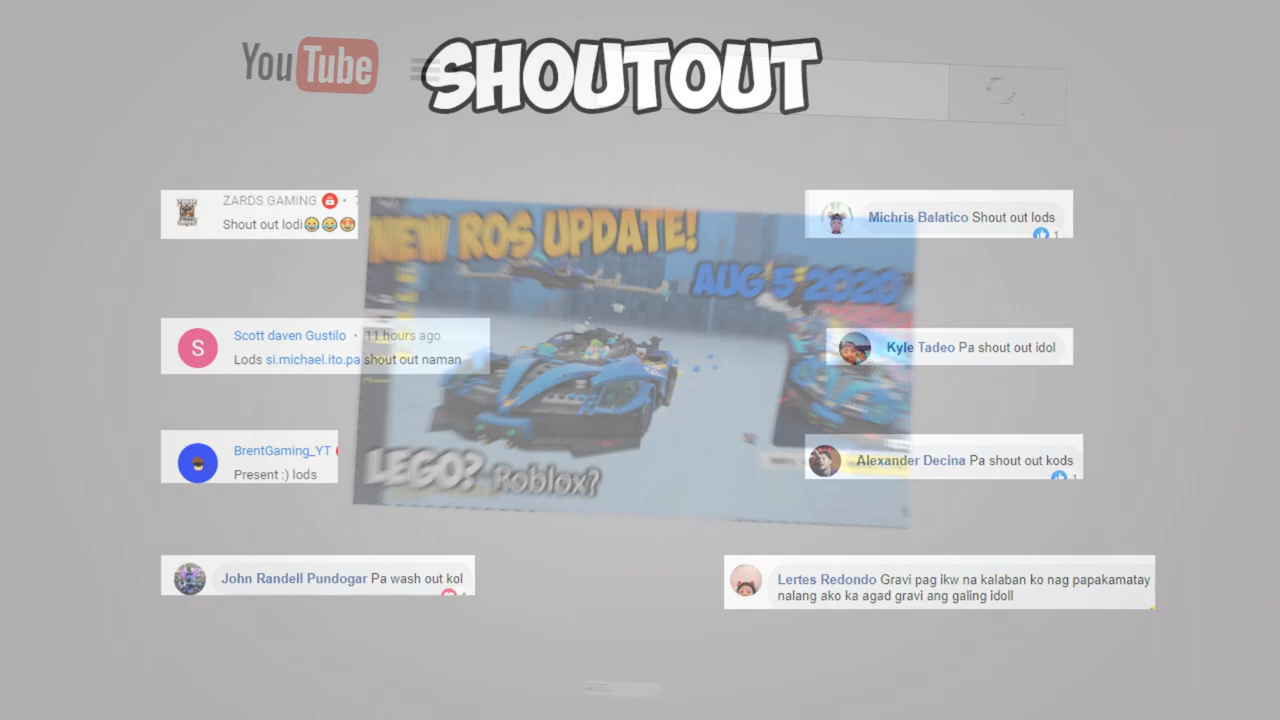 YouTube
SHOUTOUT
ZARDS GAMING
Shout out lodi😂😂😍
Michris Balatico Shout out lods
1
NEW ROS UPDATE!
AUG 5 2020
Scott daven Gustilo • 11 hours ago
Lods si.michael.ito.pa shout out naman
Kyle Tadeo Pa shout out idol
BrentGaming_YT
Present :) lods
Alexander Decina Pa shout out kods
1
LEGO? Roblox?
John Randell Pundogar Pa wash out kol
Lertes Redondo Gravi pag ikw na kalaban ko nag papakamatay
nalang ako ka agad gravi ang galing idoll